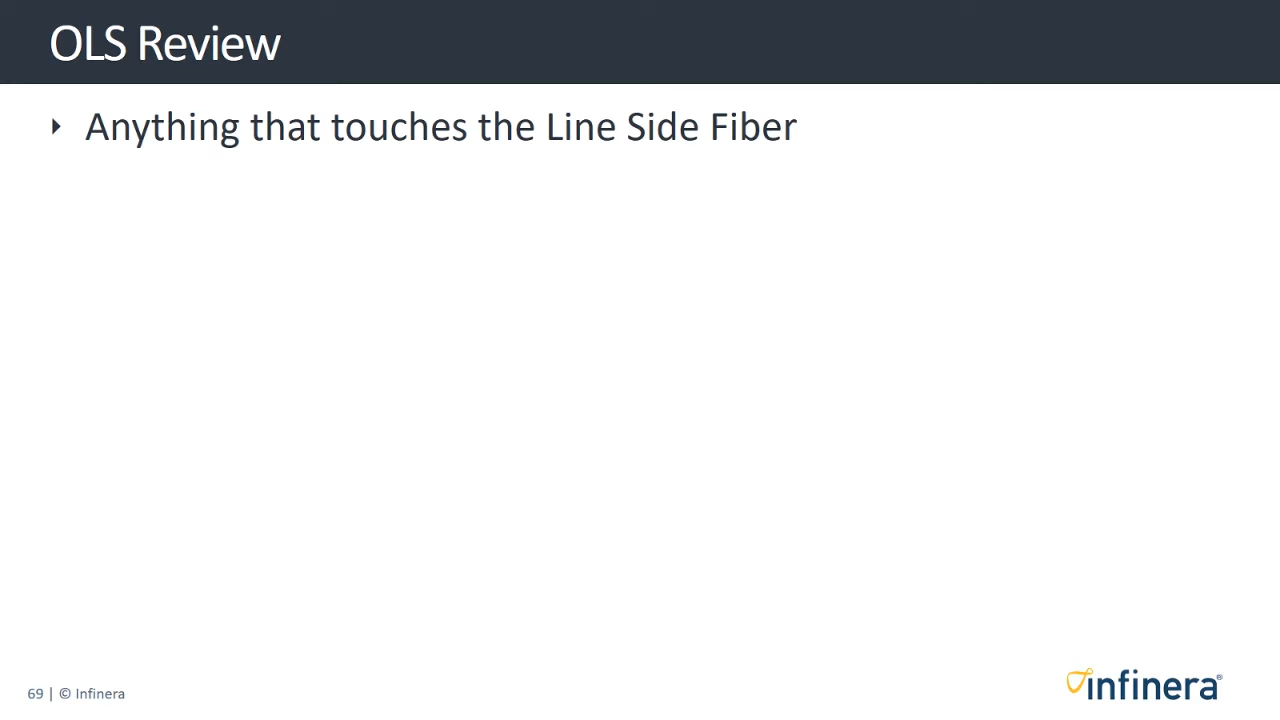 OLS Review
‣ Anything that touches the Line Side Fiber
69 | © Infinera
infinera®